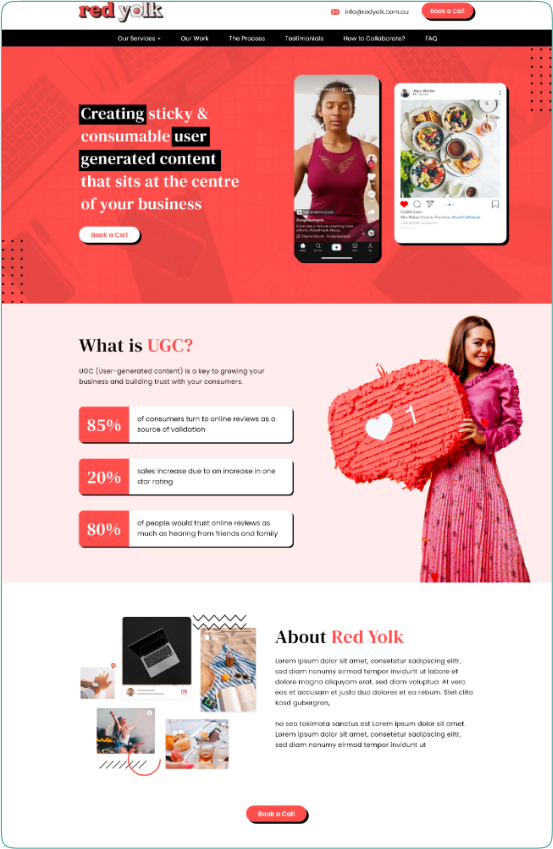 red yolk
info@redyolk.com.au
Book a Call
Our Services
Our Work
The Process
Testimonials
How to Collaborate?
FAQ
Creating sticky &
consumable user
generated content
that sits at the centre
of your business
Book a Call
Alex Walker
What is UGC?
UGC (User-generated content) is a key to growing your
business and building trust with your consumers.
85%
of consumers turn to online reviews as a
source of validation
20%
sales increase due to an increase in one
star rating
80%
of people would trust online reviews as
much as hearing from friends and family
1
About Red Yolk
Lorem ipsum dolor sit amet, consetetur sadipscing elitr,
sed diam nonumy eirmod tempor invidunt ut labore et
dolore magna aliquyam erat, sed diam voluptua. At vero
eos et accusam et justo duo dolores et ea rebum. Stet clita
kasd gubergren,
no sea takimata sanctus est Lorem ipsum dolor sit amet.
Lorem ipsum dolor sit amet, consetetur sadipscing elitr,
sed diam nonumy eirmod tempor invidunt ut
Book a Call